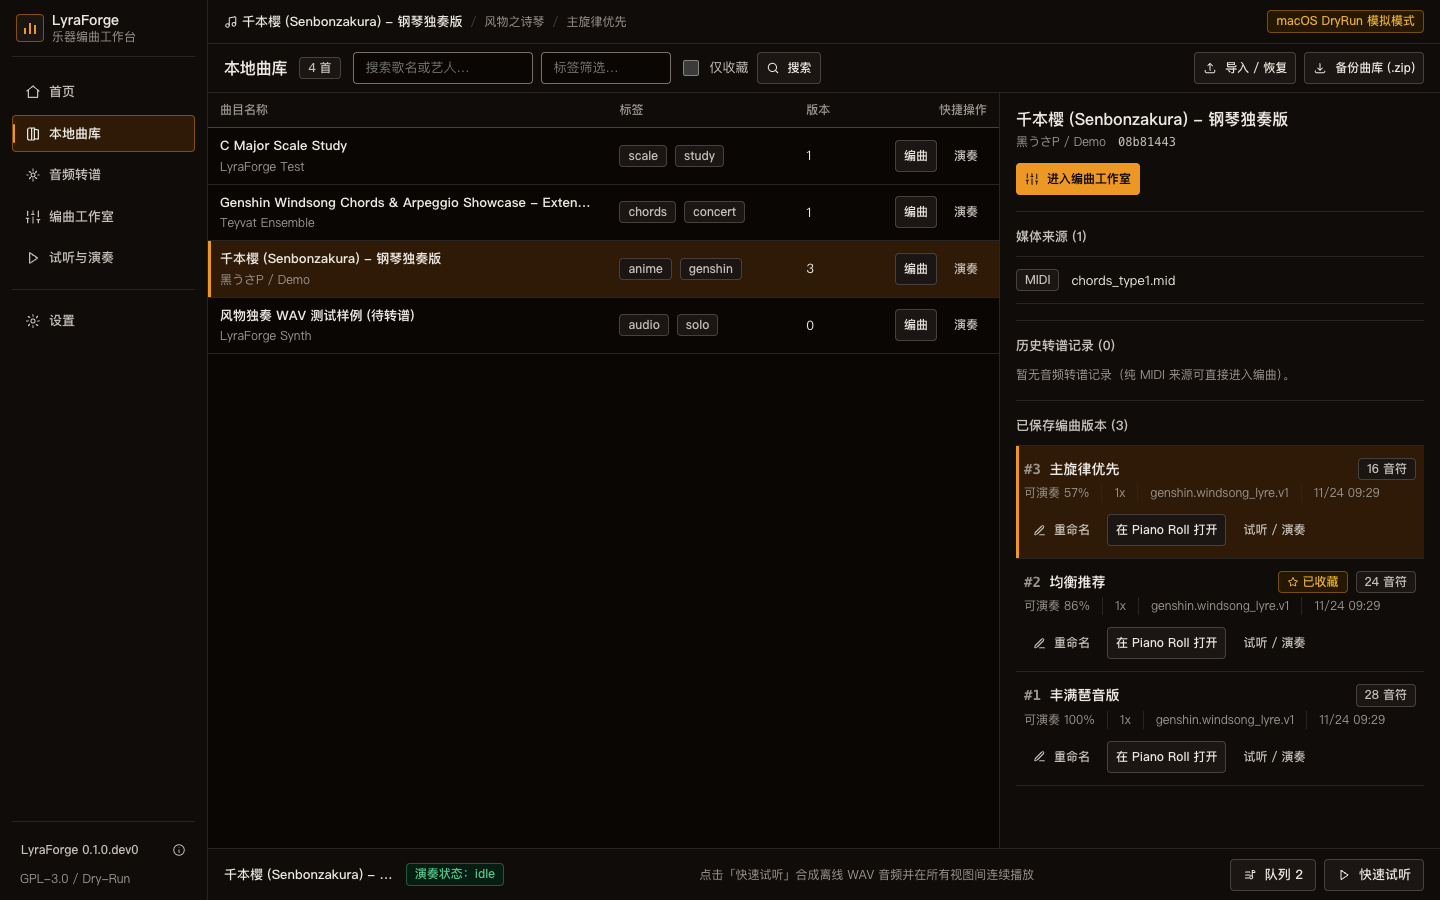 LyraForge
乐器编曲工作台
首页
本地曲库
音频转谱
编曲工作室
试听与演奏
设置
LyraForge 0.1.0.dev0
GPL-3.0 / Dry-Run
千本樱 (Senbonzakura) – 钢琴独奏版 / 风物之诗琴 / 主旋律优先
macOS DryRun 模拟模式
本地曲库 4 首 搜索歌名或艺人... 标签筛选... 仅收藏 搜索 导入 / 恢复 备份曲库 (.zip)
曲目名称 标签 版本 快捷操作
C Major Scale Study
LyraForge Test
scale study 1 编曲 演奏
Genshin Windsong Chords & Arpeggio Showcase – Exten...
Teyvat Ensemble
chords concert 1 编曲 演奏
千本樱 (Senbonzakura) – 钢琴独奏版
黑うさP / Demo
anime genshin 3 编曲 演奏
风物独奏 WAV 测试样例 (待转谱)
LyraForge Synth
audio solo 0 编曲 演奏
千本樱 (Senbonzakura) – 钢琴独奏版
黑うさP / Demo 08b81443
进入编曲工作室
媒体来源 (1)
MIDI chords_type1.mid
历史转谱记录 (0)
暂无音频转谱记录（纯 MIDI 来源可直接进入编曲）。
已保存编曲版本 (3)
#3 主旋律优先 16 音符
可演奏 57% 1x genshin.windsong_lyre.v1 11/24 09:29
重命名 在 Piano Roll 打开 试听 / 演奏
#2 均衡推荐 已收藏 24 音符
可演奏 86% 1x genshin.windsong_lyre.v1 11/24 09:29
重命名 在 Piano Roll 打开 试听 / 演奏
#1 丰满琶音版 28 音符
可演奏 100% 1x genshin.windsong_lyre.v1 11/24 09:29
重命名 在 Piano Roll 打开 试听 / 演奏
千本樱 (Senbonzakura) – ... 演奏状态：idle 点击「快速试听」合成离线 WAV 音频并在所有视图间连续播放 队列 2 快速试听